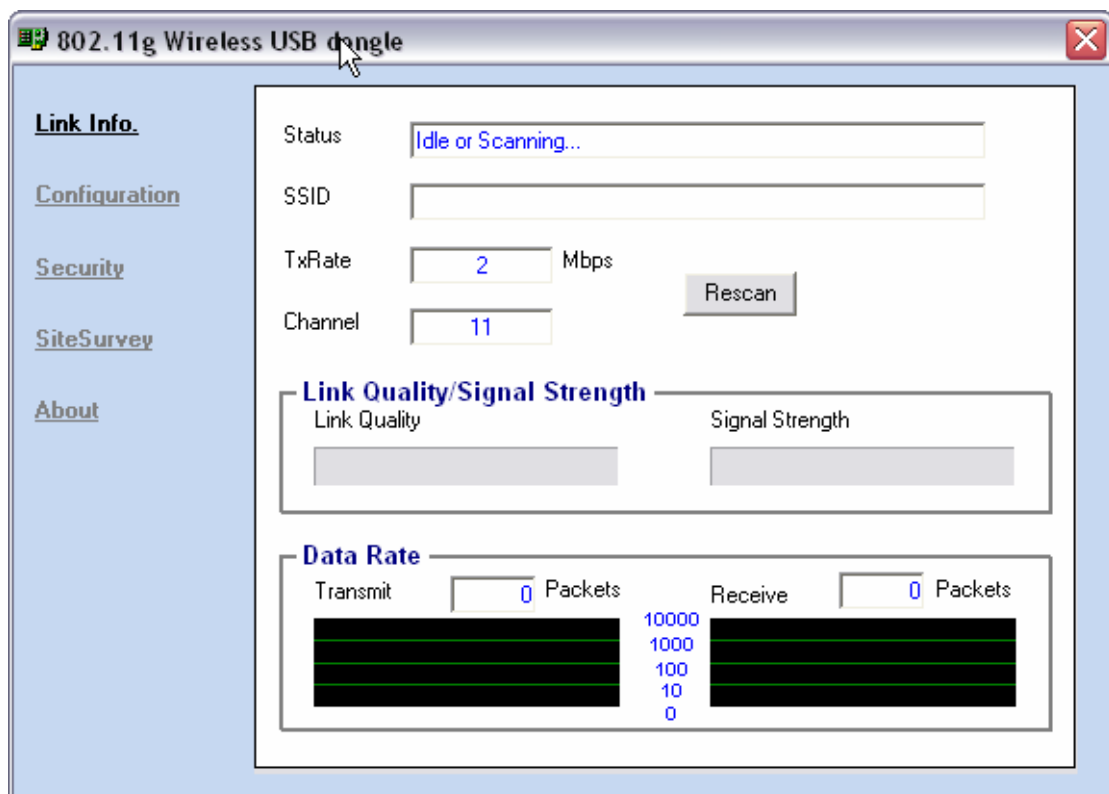 802.11g Wireless USB dongle
Link Info.
Configuration
Security
SiteSurvey
About
Status
Idle or Scanning...
SSID
TxRate
2
Mbps
Rescan
Channel
11
Link Quality/Signal Strength
Link Quality
Signal Strength
Data Rate
Transmit
0
Packets
Receive
0
Packets
10000
1000
100
10
0